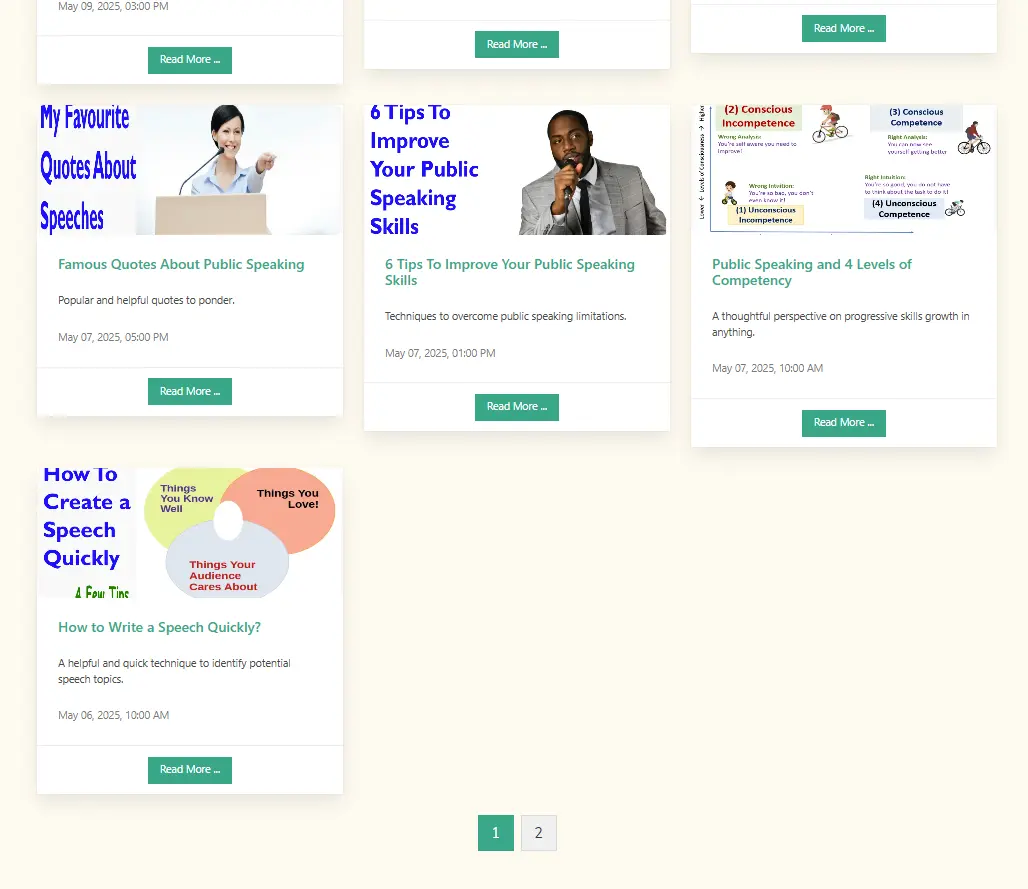 May 09, 2025, 03:00 PM
Read More ...
Read More ...
Read More ...
My Favourite
Quotes About
Speeches
Famous Quotes About Public Speaking
Popular and helpful quotes to ponder.
May 07, 2025, 05:00 PM
Read More ...
6 Tips To
Improve
Your Public
Speaking
Skills
6 Tips To Improve Your Public Speaking
Skills
Techniques to overcome public speaking limitations.
May 07, 2025, 01:00 PM
Read More ...
Lower ← Levels of Consciousness → Higher
(2) Conscious
Incompetence
Wrong Analysis:
You're self aware you need to
improve!
(3) Conscious
Competence
Right Analysis:
You can now see
yourself getting better
Wrong Intuition:
You're so bad, you don't
even know it!
(1) Unconscious
Incompetence
Right Intuition:
You're so good, you do not have
to think about the task to do it!
(4) Unconscious
Competence
Public Speaking and 4 Levels of
Competency
A thoughtful perspective on progressive skills growth in
anything.
May 07, 2025, 10:00 AM
Read More ...
How To
Create a
Speech
Quickly
A Few Tips
Things
You Know
Well
Things You
Love!
Things Your
Audience
Cares About
How to Write a Speech Quickly?
A helpful and quick technique to identify potential
speech topics.
May 06, 2025, 10:00 AM
Read More ...
1
2